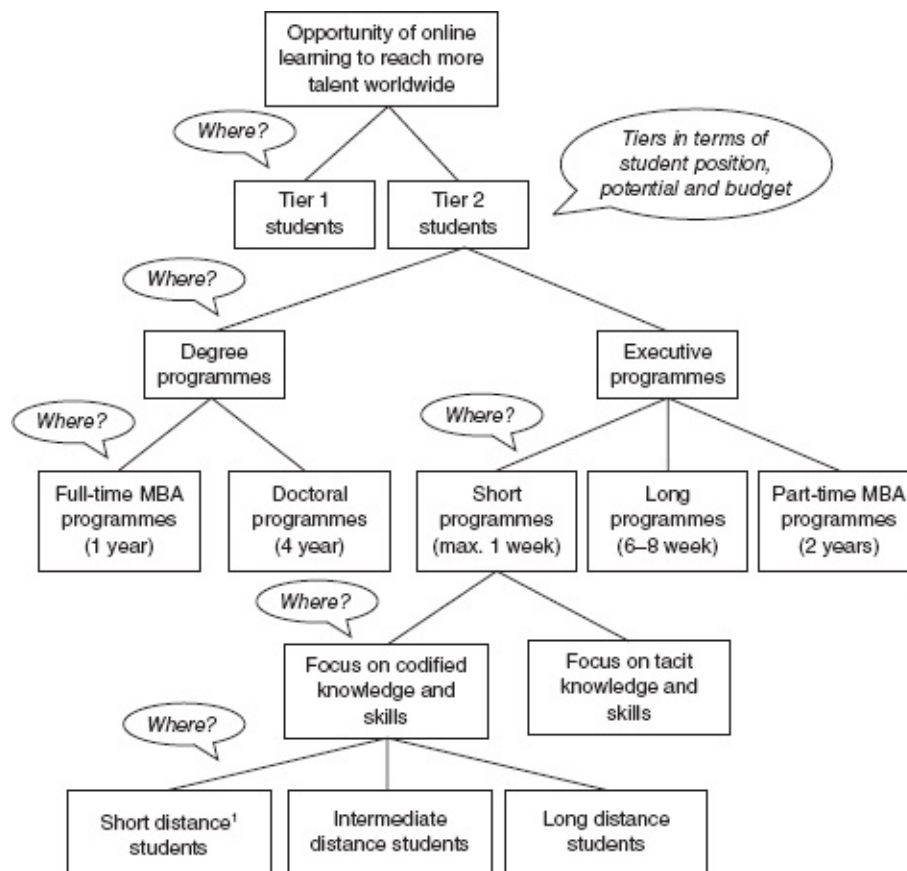 Opportunity of online
learning to reach more
talent worldwide
Where?
Tiers in terms of
student position,
potential and budget
Tier 1
students
Tier 2
students
Where?
Degree
programmes
Executive
programmes
Where?
Where?
Full-time MBA
programmes
(1 year)
Doctoral
programmes
(4 year)
Short
programmes
(max. 1 week)
Long
programmes
(6–8 week)
Part-time MBA
programmes
(2 years)
Where?
Focus on codified
knowledge and
skills
Focus on tacit
knowledge and
skills
Where?
Short distance¹
students
Intermediate
distance students
Long distance
students